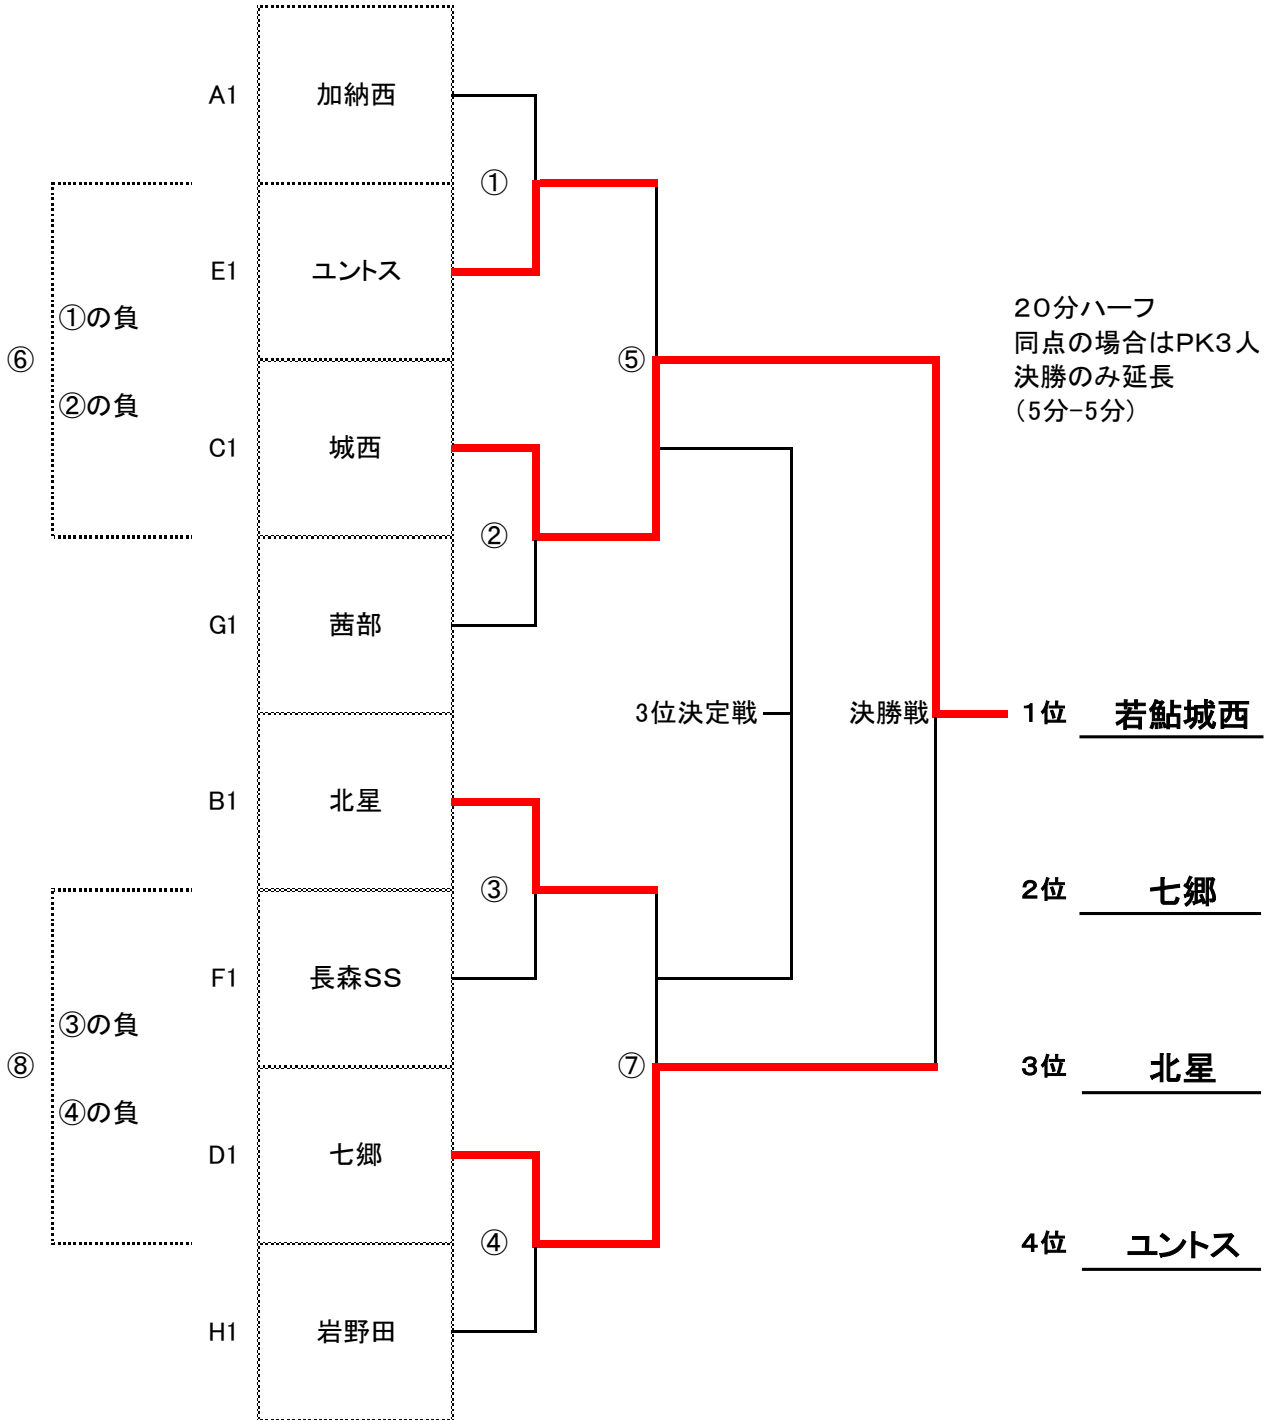 A1 加納西
①
E1 ユントス
①の負
⑥
②の負
⑤
20分ハーフ
同点の場合はPK3人
決勝のみ延長
(5分-5分)
C1 城西
②
G1 茜部
3位決定戦
決勝戦
1位 若鮎城西
B1 北星
③
2位 七郷
F1 長森SS
③の負
⑧
④の負
⑦
3位 北星
D1 七郷
④
4位 ユントス
H1 岩野田